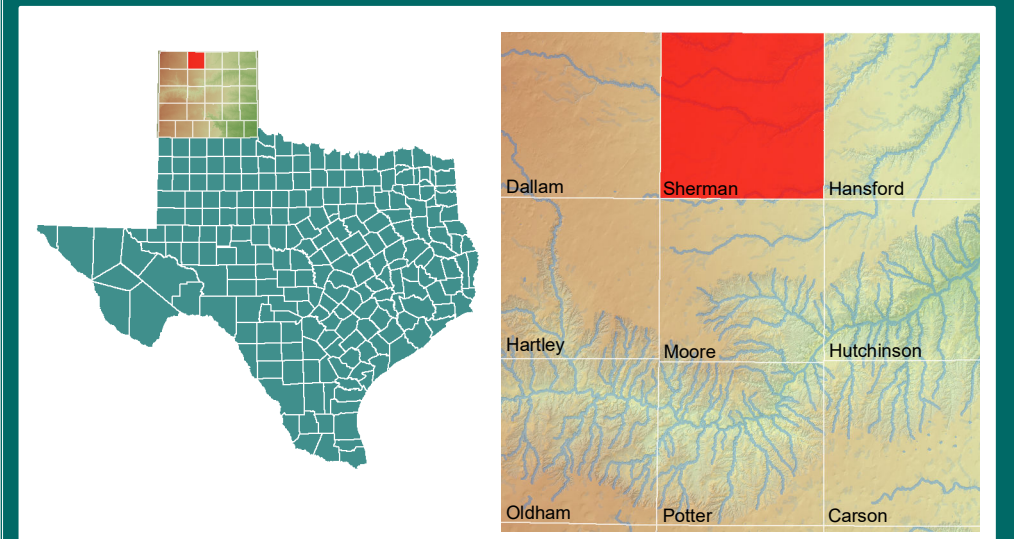 Dallam
Sherman
Hansford
Hartley
Moore
Hutchinson
Oldham
Potter
Carson